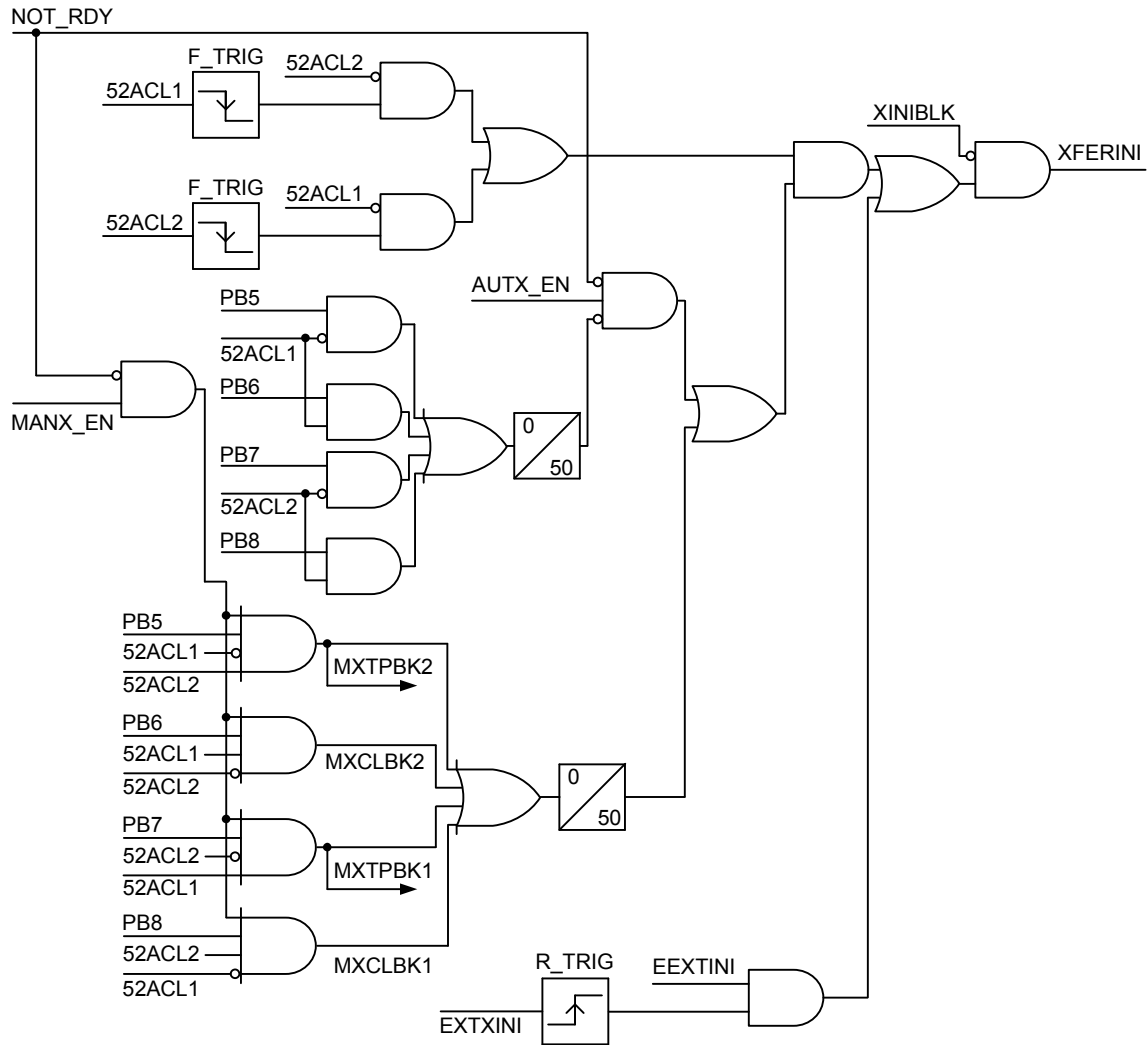 NOT_RDY
F_TRIG
52ACL2
52ACL1
XINIBLK
XFERINI
F_TRIG
52ACL1
52ACL2
AUTX_EN
PB5
52ACL1
PB6
MANX_EN
0
50
PB7
52ACL2
PB8
PB5
52ACL1
52ACL2
MXTPBK2
PB6
52ACL1
52ACL2
MXCLBK2
0
50
PB7
52ACL2
52ACL1
MXTPBK1
PB8
52ACL2
52ACL1
MXCLBK1
R_TRIG
EEXTINI
EXTXINI